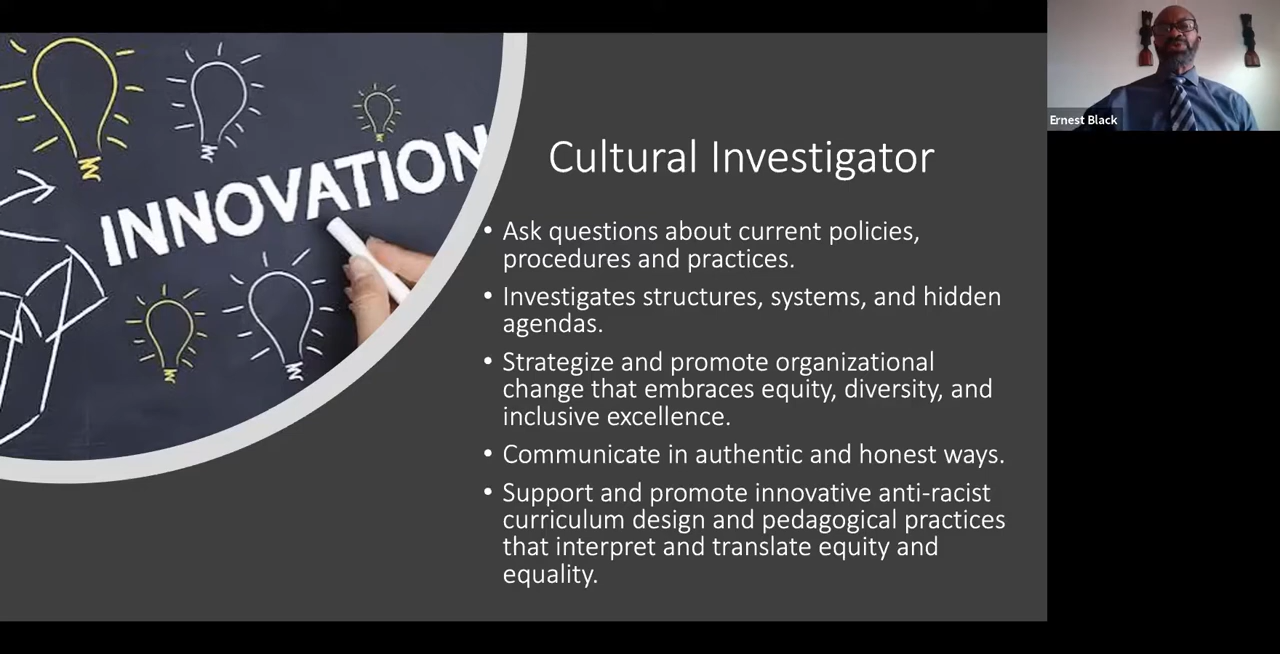 INNOVATION
Ernest Black
Cultural Investigator
• Ask questions about current policies,
procedures and practices.
• Investigates structures, systems, and hidden
agendas.
• Strategize and promote organizational
change that embraces equity, diversity, and
inclusive excellence.
• Communicate in authentic and honest ways.
• Support and promote innovative anti-racist
curriculum design and pedagogical practices
that interpret and translate equity and
equality.